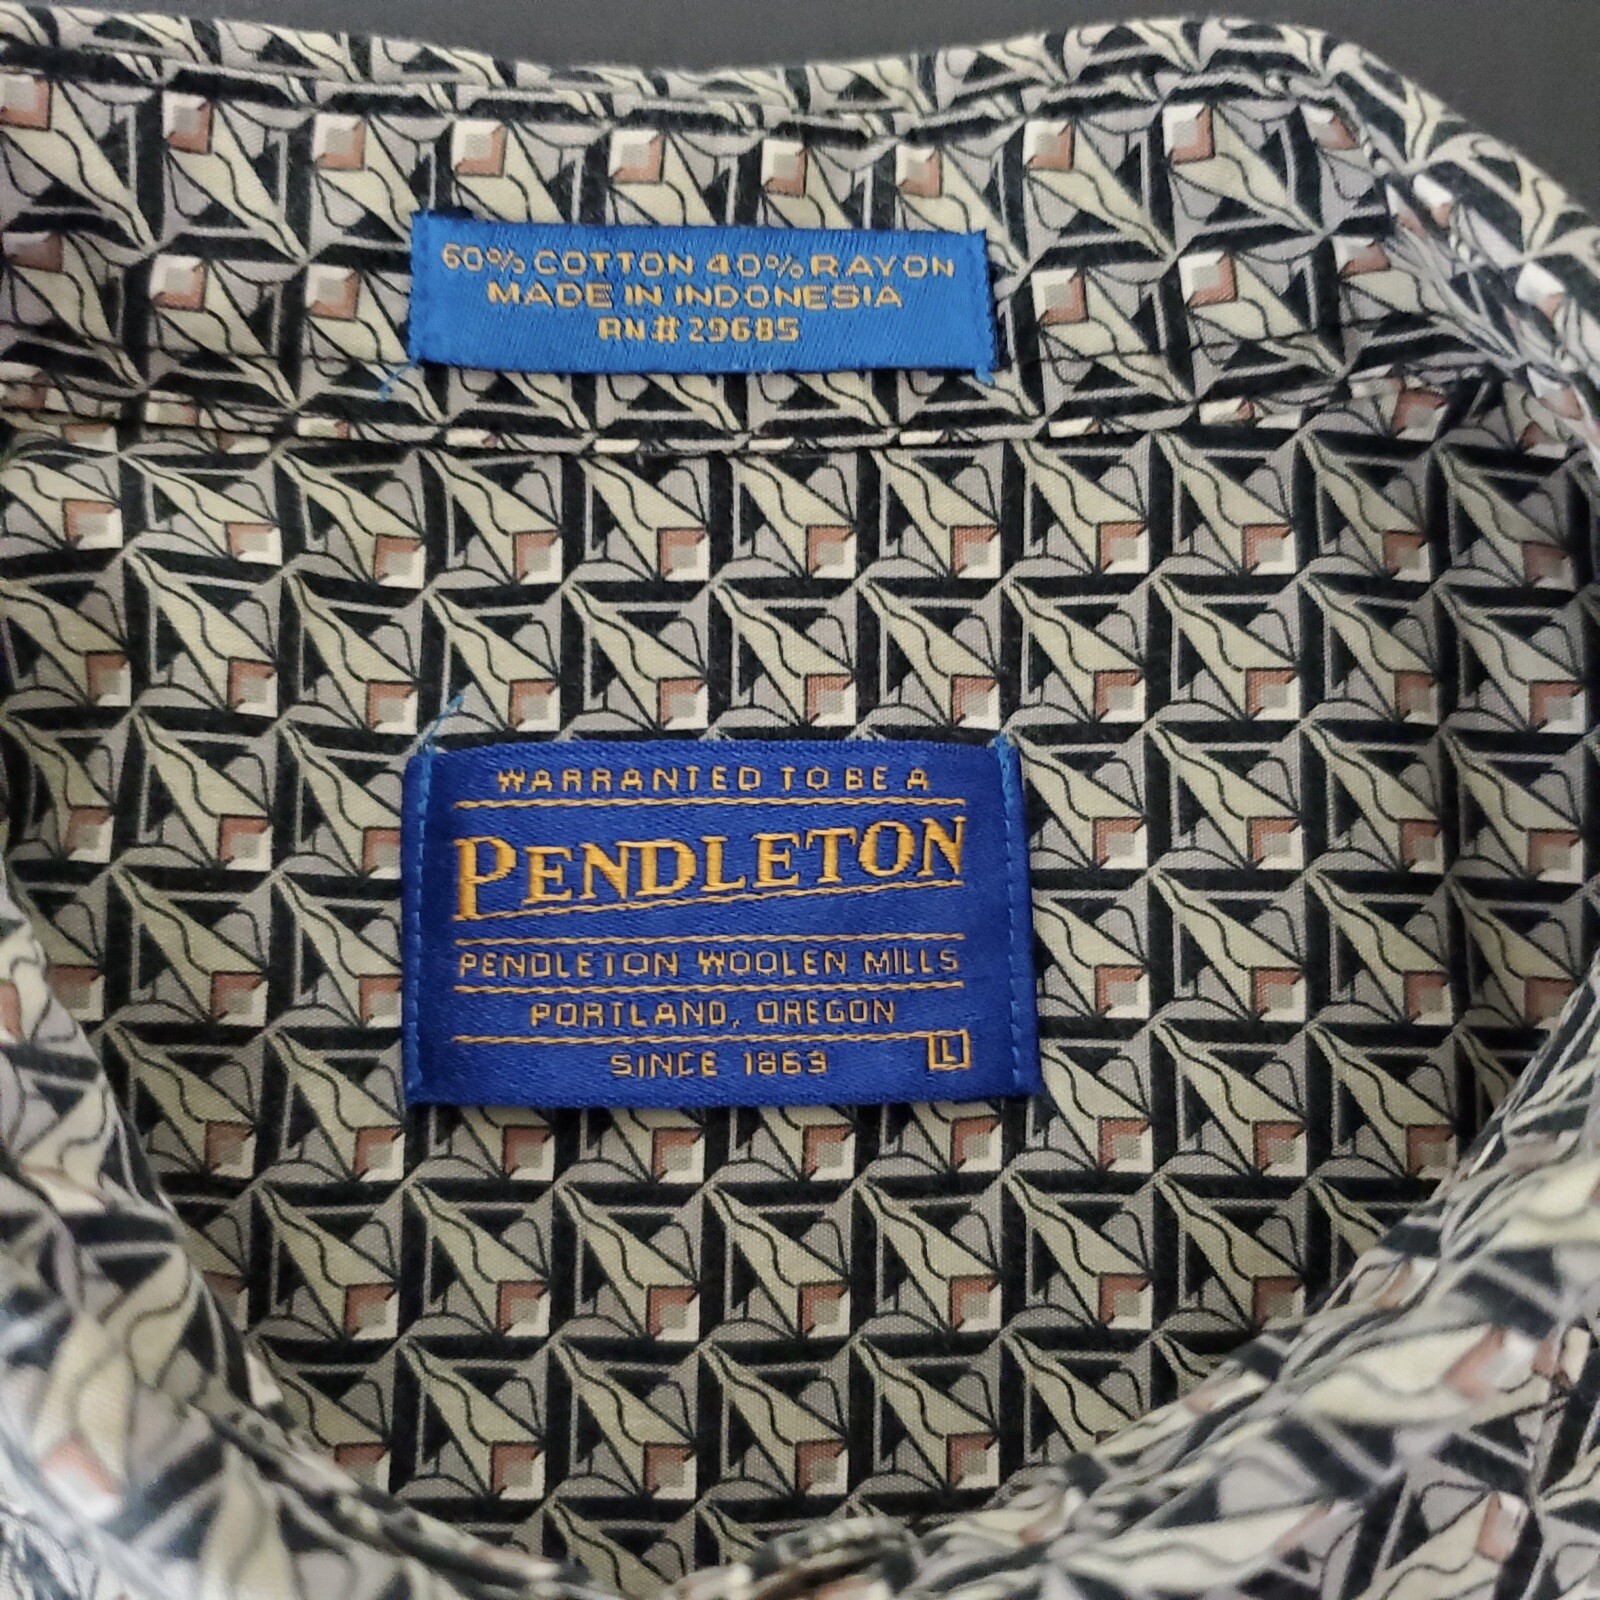 60% COTTON 40% RAYON
MADE IN INDONESIA
RN# 29685
WARRANTED TO BE A
PENDLETON
PENDLETON WOOLEN MILLS
PORTLAND, OREGON
SINCE 1863
L